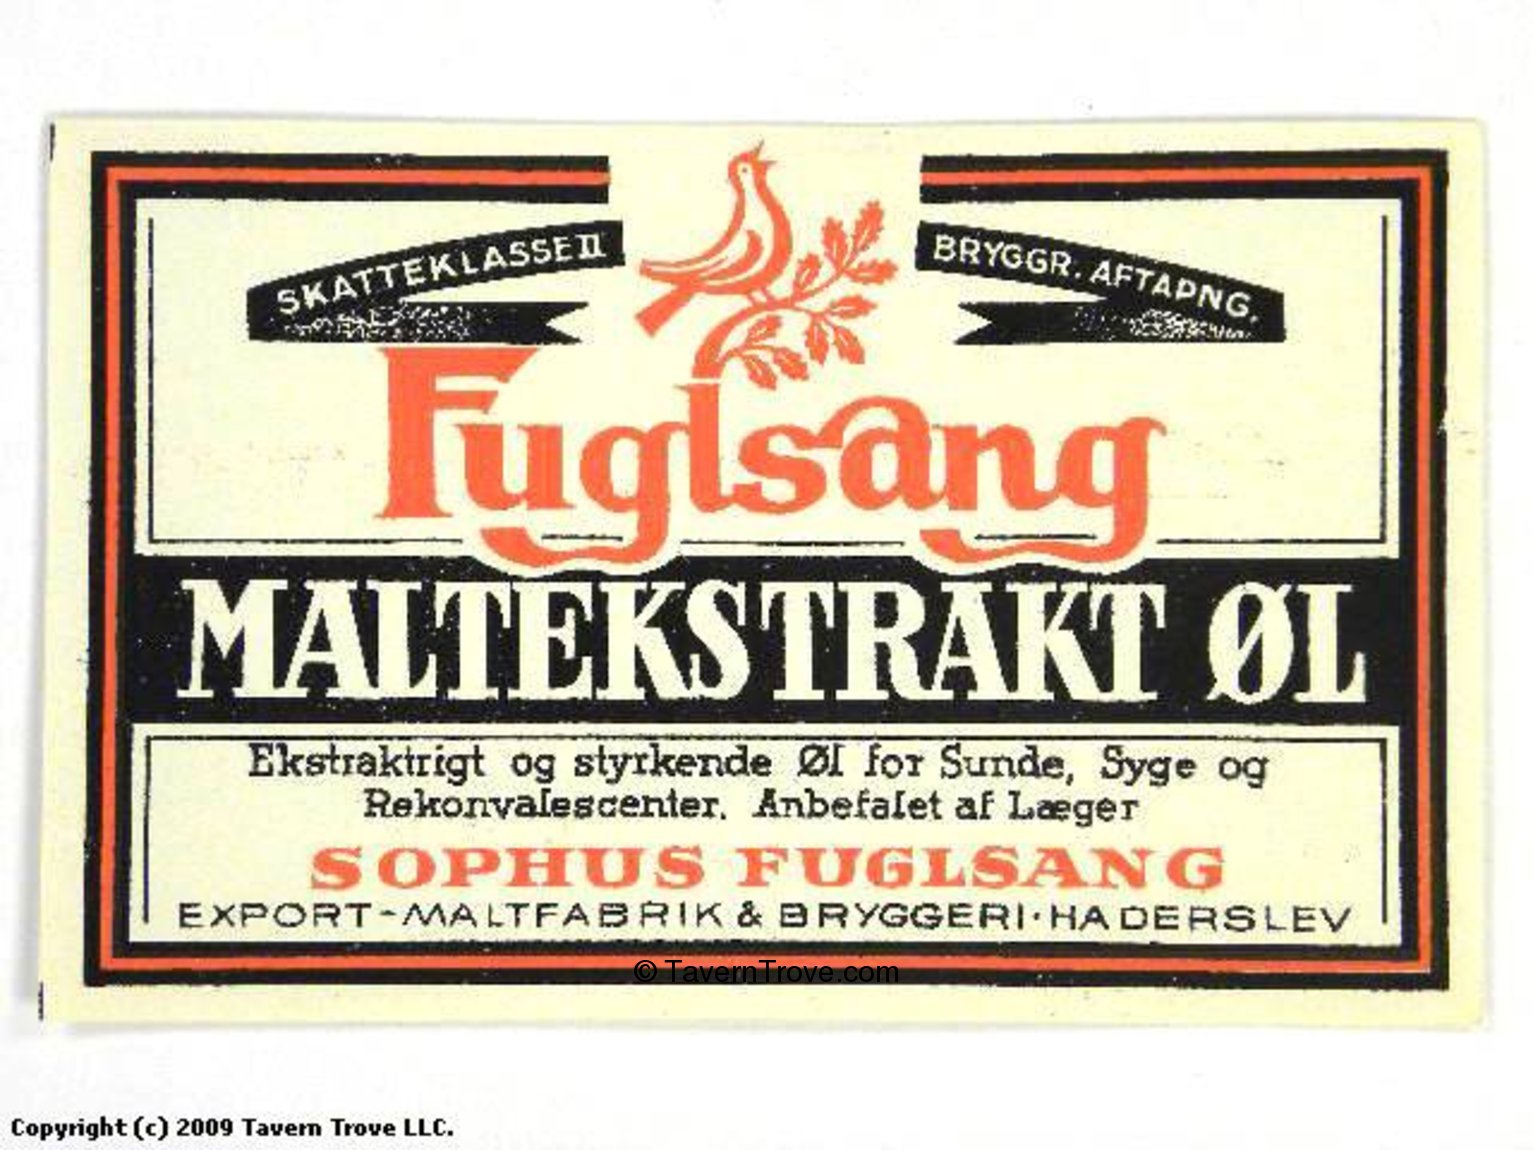 SKATTEKLASSE II
BRYGGR. AFTAPNG.
Fuglsang
MALTEKSTRAKT ØL
Ekstraktrigt og styrkende Øl for Sunde, Syge og
Rekonvalescenter. Anbefalet af Læger
SOPHUS FUGLSANG
EXPORT-MALTFABRIK & BRYGGERI·HADERSLEV
© TavernTrove.com
Copyright (c) 2009 Tavern Trove LLC.